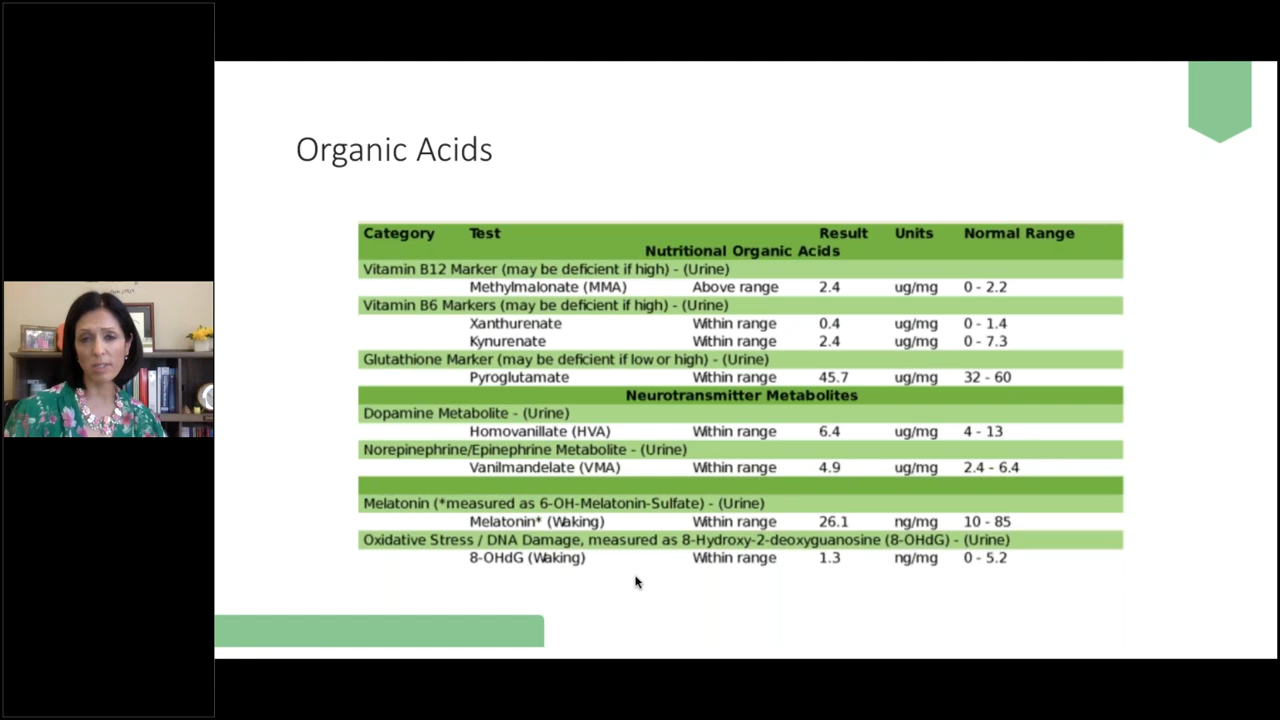 Organic Acids
Category Test Result Units Normal Range
Nutritional Organic Acids
Vitamin B12 Marker (may be deficient if high) - (Urine)
Methylmalonate (MMA) Above range 2.4 ug/mg 0 - 2.2
Vitamin B6 Markers (may be deficient if high) - (Urine)
Xanthurenate Within range 0.4 ug/mg 0 - 1.4
Kynurenate Within range 2.4 ug/mg 0 - 7.3
Glutathione Marker (may be deficient if low or high) - (Urine)
Pyroglutamate Within range 45.7 ug/mg 32 - 60
Neurotransmitter Metabolites
Dopamine Metabolite - (Urine)
Homovanillate (HVA) Within range 6.4 ug/mg 4 - 13
Norepinephrine/Epinephrine Metabolite - (Urine)
Vanilmandelate (VMA) Within range 4.9 ug/mg 2.4 - 6.4
Melatonin (*measured as 6-OH-Melatonin-Sulfate) - (Urine)
Melatonin* (Waking) Within range 26.1 ng/mg 10 - 85
Oxidative Stress / DNA Damage, measured as 8-Hydroxy-2-deoxyguanosine (8-OHdG) - (Urine)
8-OHdG (Waking) Within range 1.3 ng/mg 0 - 5.2